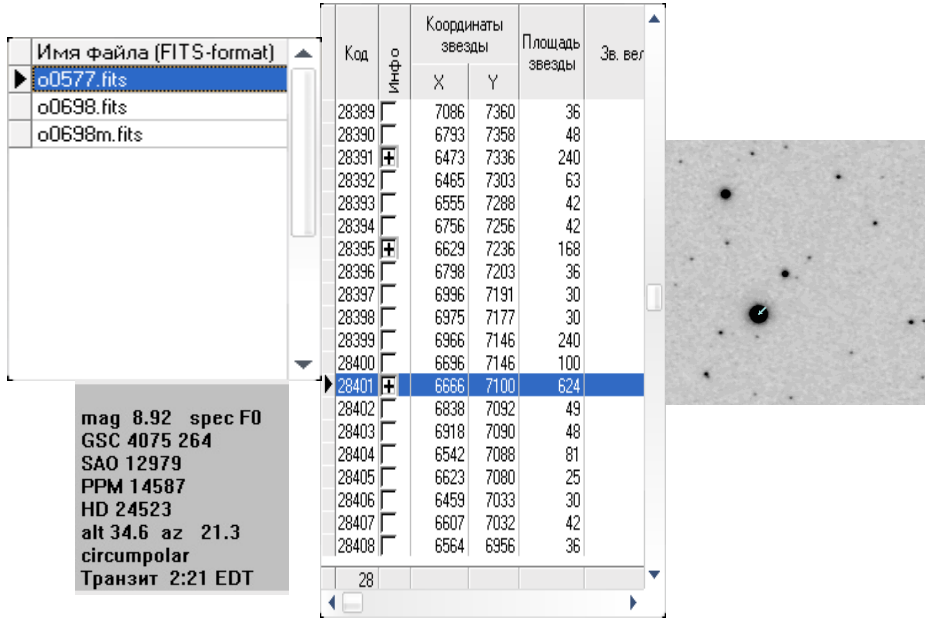 Имя файла (FITS-format)
o0577.fits
o0698.fits
o0698m.fits
mag 8.92 spec F0
GSC 4075 264
SAO 12979
PPM 14587
HD 24523
alt 34.6 az 21.3
circumpolar
Транзит 2:21 EDT
Код Инфо Координаты звезды Площадь звезды Зв. вел
X Y
28389 7086 7360 36
28390 6793 7358 48
28391 + 6473 7336 240
28392 6465 7303 63
28393 6555 7288 42
28394 6756 7256 42
28395 + 6629 7236 168
28396 6798 7203 36
28397 6996 7191 30
28398 6975 7177 30
28399 6966 7146 240
28400 6696 7146 100
28401 + 6666 7100 624
28402 6838 7092 49
28403 6918 7090 48
28404 6542 7088 81
28405 6623 7080 25
28406 6459 7033 30
28407 6607 7032 42
28408 6564 6956 36
28